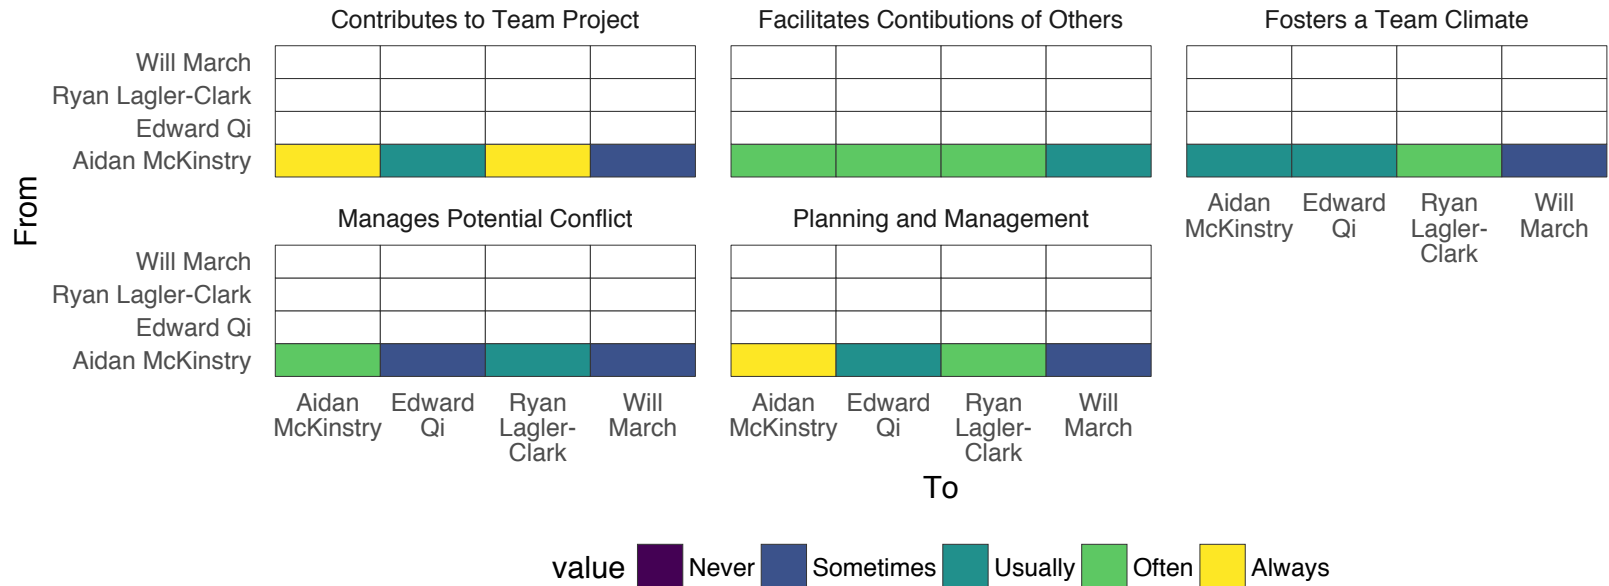 Contributes to Team Project
Facilitates Contibutions of Others
Fosters a Team Climate
Will March
Ryan Lagler-Clark
Edward Qi
Aidan McKinstry
Aidan McKinstry
Edward Qi
Ryan Lagler-Clark
Will March
From
Manages Potential Conflict
Planning and Management
Will March
Ryan Lagler-Clark
Edward Qi
Aidan McKinstry
Aidan
McKinstry
Edward
Qi
Ryan
Lagler-
Clark
Will
March
Aidan
McKinstry
Edward
Qi
Ryan
Lagler-
Clark
Will
March
To
value Never Sometimes Usually Often Always